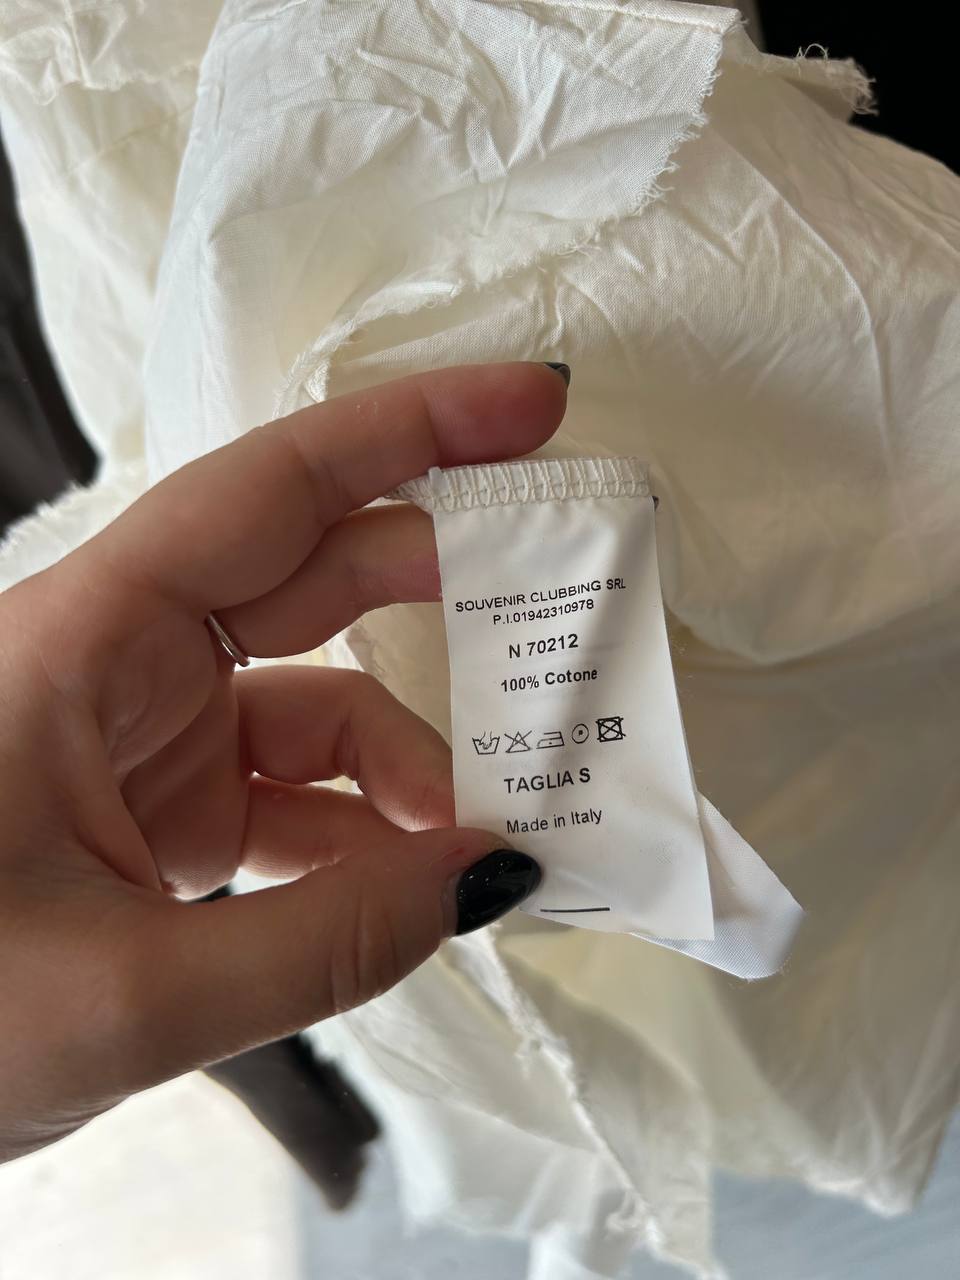 SOUVENIR CLUBBING SRL
P.I.01942310978
N 70212
100% Cotone
TAGLIA S
Made in Italy